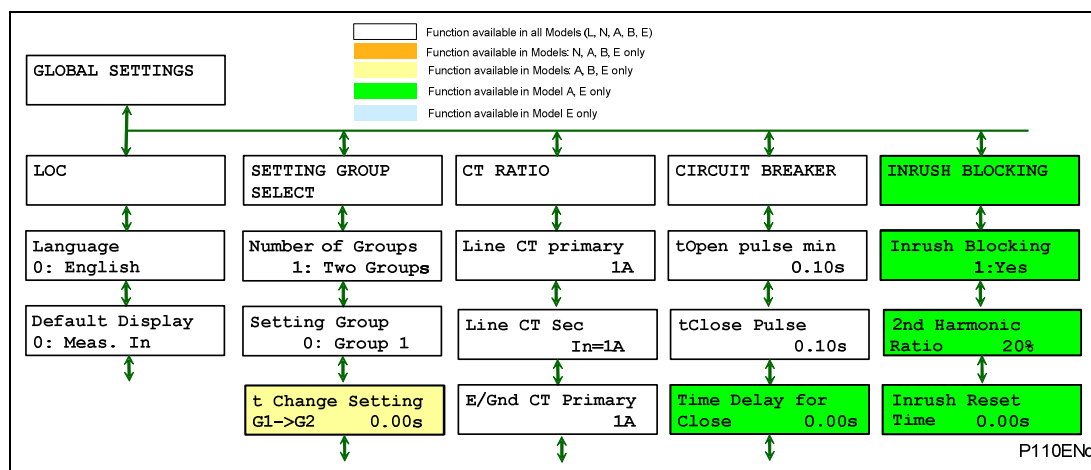 Function available in all Models (L, N, A, B, E)
Function available in Models: N, A, B, E only
Function available in Models: A, B, E only
Function available in Model A, E only
Function available in Model E only
GLOBAL SETTINGS
LOC
Language
0: English
Default Display
0: Meas. In
SETTING GROUP
SELECT
Number of Groups
1: Two Groups
Setting Group
0: Group 1
t Change Setting
G1->G2 0.00s
CT RATIO
Line CT primary
1A
Line CT Sec
In=1A
E/Gnd CT Primary
1A
CIRCUIT BREAKER
tOpen pulse min
0.10s
tClose Pulse
0.10s
Time Delay for
Close 0.00s
INRUSH BLOCKING
Inrush Blocking
1:Yes
2nd Harmonic
Ratio 20%
Inrush Reset
Time 0.00s